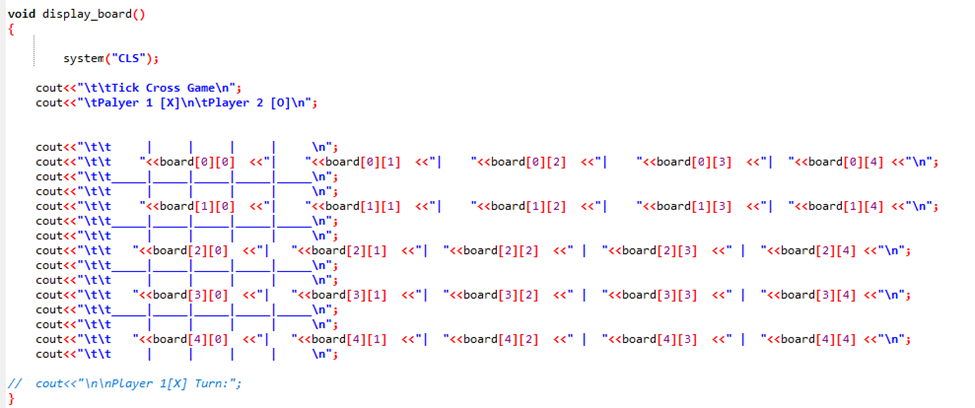 void display_board()
{
system("CLS");
cout<<"\t\tTick Cross Game\n";
cout<<"\tPalyer 1 [X]\n\tPlayer 2 [O]\n";
cout<<"\t\t     |     |     |     |     \n";
cout<<"\t\t    "<<board[0][0]  <<"|    "<<board[0][1]  <<"|    "<<board[0][2]  <<"|    "<<board[0][3]  <<"|  "<<board[0][4] <<"\n";
cout<<"\t\t_____|_____|_____|_____|_____\n";
cout<<"\t\t     |     |     |     |     \n";
cout<<"\t\t    "<<board[1][0]  <<"|    "<<board[1][1]  <<"|    "<<board[1][2]  <<"|    "<<board[1][3]  <<"|  "<<board[1][4] <<"\n";
cout<<"\t\t_____|_____|_____|_____|_____\n";
cout<<"\t\t     |     |     |     |     \n";
cout<<"\t\t   "<<board[2][0]  <<"|   "<<board[2][1]  <<"|  "<<board[2][2]  <<" |  "<<board[2][3]  <<" |  "<<board[2][4] <<"\n";
cout<<"\t\t_____|_____|_____|_____|_____\n";
cout<<"\t\t     |     |     |     |     \n";
cout<<"\t\t   "<<board[3][0]  <<"|   "<<board[3][1]  <<"|  "<<board[3][2]  <<" |  "<<board[3][3]  <<" |  "<<board[3][4] <<"\n";
cout<<"\t\t_____|_____|_____|_____|_____\n";
cout<<"\t\t     |     |     |     |     \n";
cout<<"\t\t   "<<board[4][0]  <<"|   "<<board[4][1]  <<"|  "<<board[4][2]  <<" |  "<<board[4][3]  <<" |  "<<board[4][4] <<"\n";
cout<<"\t\t     |     |     |     |     \n";
//  cout<<"\n\nPlayer 1[X] Turn:";
}